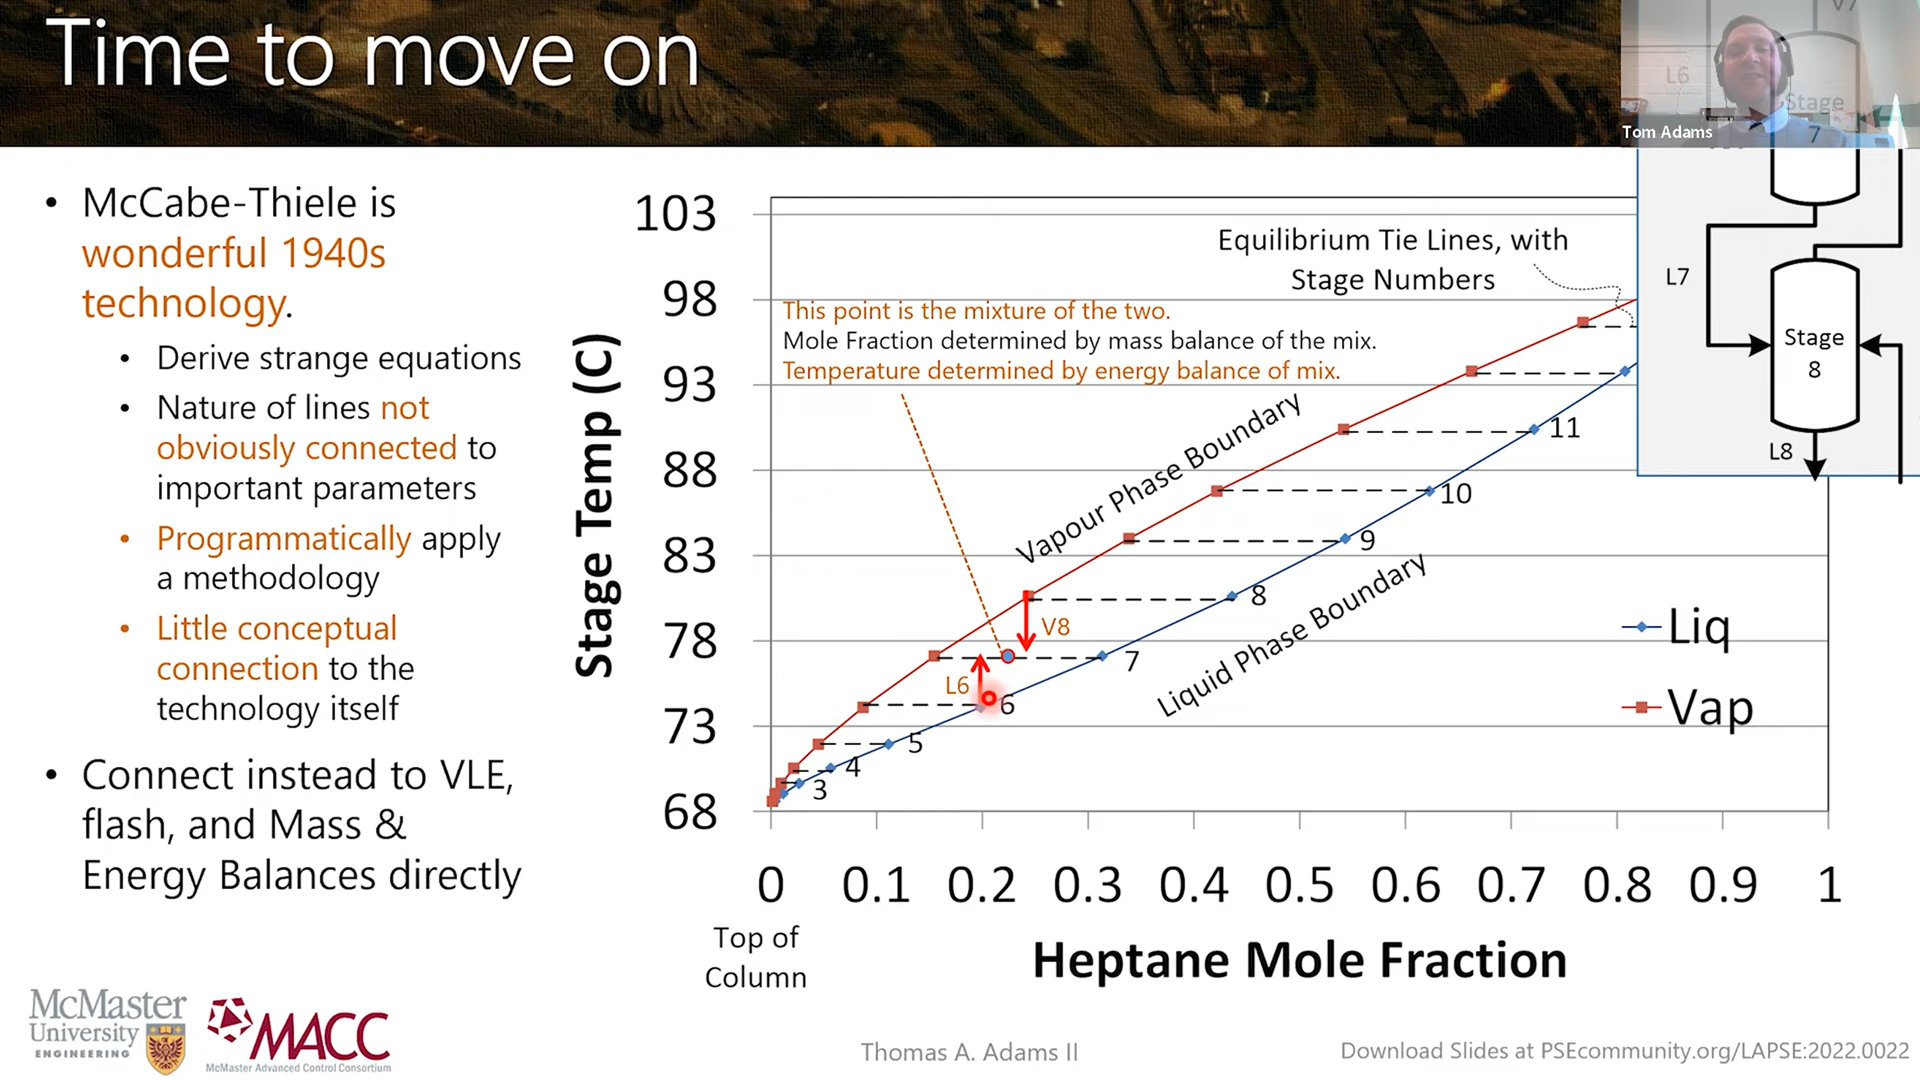 Time to move on
V7
L6
Stage
7
Tom Adams
• McCabe-Thiele is
wonderful 1940s
technology.
• Derive strange equations
• Nature of lines not
obviously connected to
important parameters
• Programmatically apply
a methodology
• Little conceptual
connection to the
technology itself
• Connect instead to VLE,
flash, and Mass &
Energy Balances directly
Stage Temp (C)
103
98
93
88
83
78
73
68
Equilibrium Tie Lines, with
Stage Numbers
This point is the mixture of the two.
Mole Fraction determined by mass balance of the mix.
Temperature determined by energy balance of mix.
Vapour Phase Boundary
Liquid Phase Boundary
11
10
9
8
7
6
5
4
3
V8
L6
Liq
Vap
L7
Stage
8
L8
0 0.1 0.2 0.3 0.4 0.5 0.6 0.7 0.8 0.9 1
Top of
Column
Heptane Mole Fraction
McMaster
University
ENGINEERING
MACC
McMaster Advanced Control Consortium
Thomas A. Adams II
Download Slides at PSEcommunity.org/LAPSE:2022.0022